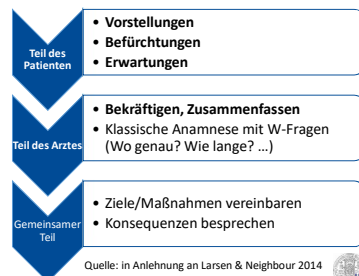 Teil des
Patienten
• Vorstellungen
• Befürchtungen
• Erwartungen
Teil des Arztes
• Bekräftigen, Zusammenfassen
• Klassische Anamnese mit W-Fragen
(Wo genau? Wie lange? …)
Gemeinsamer
Teil
• Ziele/Maßnahmen vereinbaren
• Konsequenzen besprechen
Quelle: in Anlehnung an Larsen & Neighbour 2014